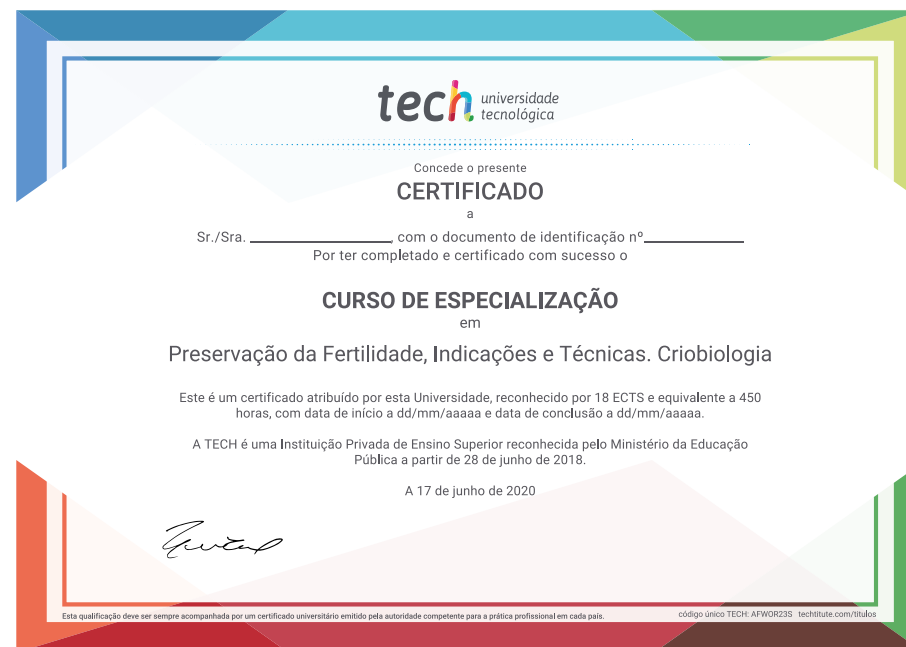 tech universidade
tecnológica
Concede o presente
CERTIFICADO
a
Sr./Sra. ________________, com o documento de identificação nº____________
Por ter completado e certificado com sucesso o
CURSO DE ESPECIALIZAÇÃO
em
Preservação da Fertilidade, Indicações e Técnicas. Criobiologia
Este é um certificado atribuído por esta Universidade, reconhecido por 18 ECTS e equivalente a 450
horas, com data de início a dd/mm/aaaaa e data de conclusão a dd/mm/aaaaa.
A TECH é uma Instituição Privada de Ensino Superior reconhecida pelo Ministério da Educação
Pública a partir de 28 de junho de 2018.
A 17 de junho de 2020
Esta qualificação deve ser sempre acompanhada por um certificado universitário emitido pela autoridade competente para a prática profissional em cada país.
código único TECH: AFWOR23S techtitute.com/titulos